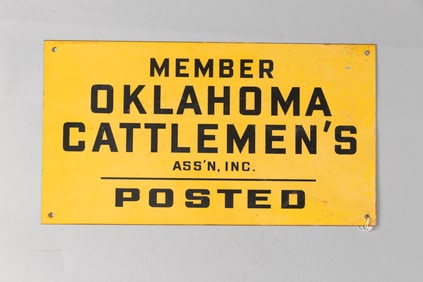 MEMBER
OKLAHOMA
CATTLEMEN'S
ASS'N, INC.
POSTED